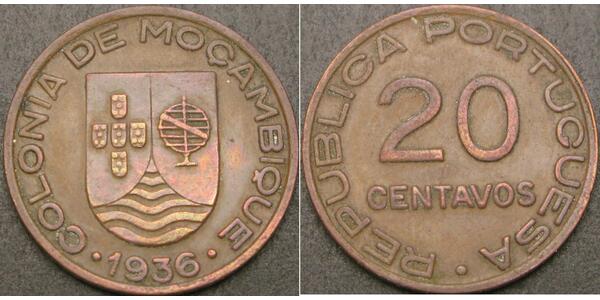 COLONIA DE MOÇAMBIQUE
· 1936 ·
REPUBLICA PORTUGUESA ·
20
CENTAVOS